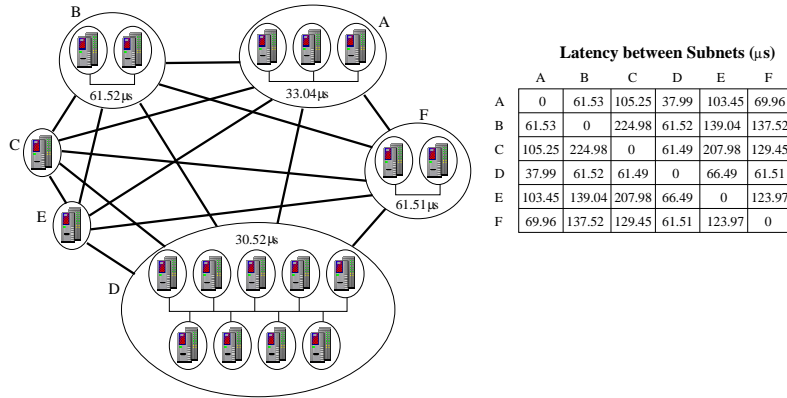 B
A
61.52μs
33.04μs
C
F
E
61.51μs
30.52μs
D
Latency between Subnets (μs)
A B C D E F
A 0 61.53 105.25 37.99 103.45 69.96
B 61.53 0 224.98 61.52 139.04 137.52
C 105.25 224.98 0 61.49 207.98 129.45
D 37.99 61.52 61.49 0 66.49 61.51
E 103.45 139.04 207.98 66.49 0 123.97
F 69.96 137.52 129.45 61.51 123.97 0